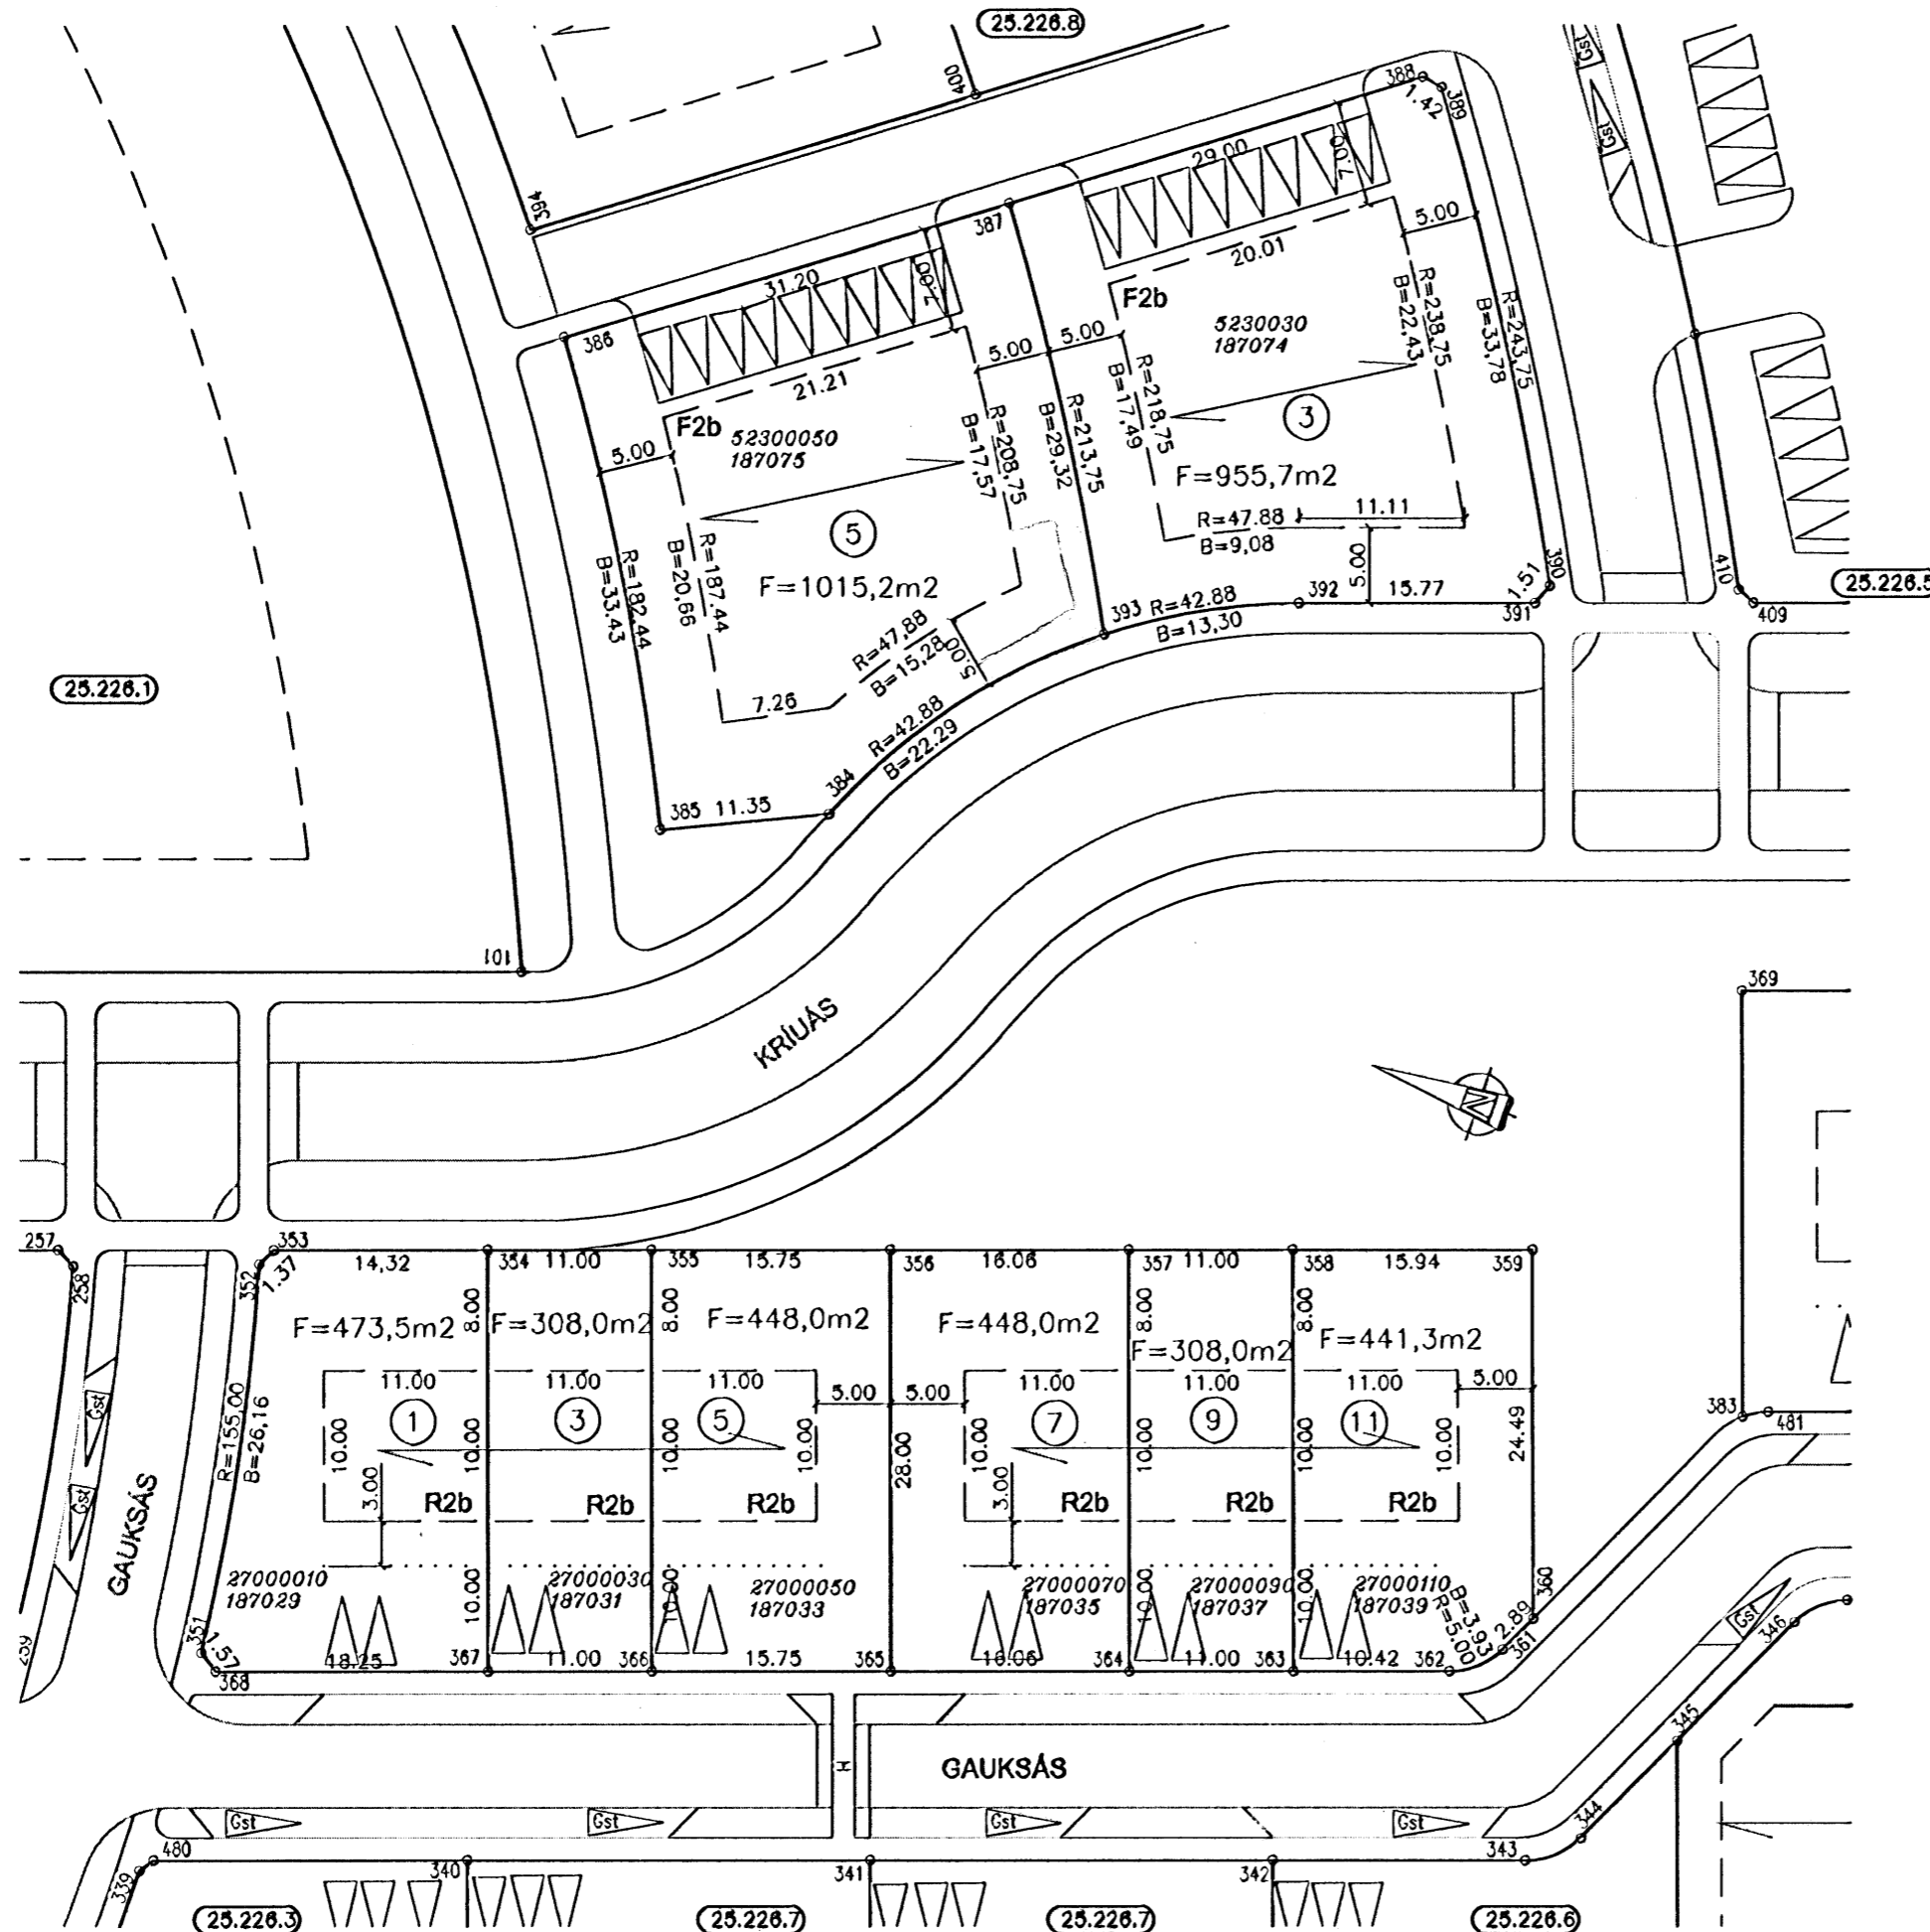 25.226.8
400
388
1.42
389
Gst
Gst
394
29.00
7.00
387
5.00
20.01
31.20
7.00
F2b
R=238,75
B=22,43
R=243,75
B=33,78
386
5230030
187074
5.00
5.00
21.21
R=218,75
B=17,49
3
F2b
52300050
187075
5.00
R=208,75
B=17,57
R=213,75
B=29,32
F=955,7m2
R=47.88
B=9,08
11.11
5
R=182,44
B=33.43
R=187.44
B=20,66
F=1015,2m2
5.00
15.77
1.51
390
391
392
393
R=42.88
B=13,30
410
409
25.226.5
R=47,88
B=15,28
5.00
25.226.1
7.26
R=42.88
B=22.29
384
385
11.35
101
369
KRÍUÁS
N
257
258
353
352
1.37
14,32
354
11.00
355
15.75
356
16.06
357
11.00
358
15.94
359
8.00
8.00
8.00
8.00
F=473,5m2
F=308,0m2
F=448,0m2
F=448,0m2
F=308,0m2
F=441,3m2
11.00
11.00
11.00
5.00
5.00
11.00
11.00
11.00
5.00
1
3
5
7
9
11
383
481
R=155,00
B=26,16
10.00
10.00
10.00
10.00
28.00
10.00
10.00
10.00
10.00
24.49
Gst
Gst
GAUKSÁS
3.00
R2b
R2b
R2b
3.00
R2b
R2b
R2b
27000010
187029
10.00
27000030
187031
10.00
27000050
187033
27000070
187035
10.00
27000090
187037
10.00
27000110
187039
B=3.93
R=5.00
2.89
360
361
259
351
1.57
368
18.25
367
11.00
366
15.75
365
16.06
364
11.00
363
10.42
362
Gst
346
345
H
GAUKSÁS
Gst
Gst
Gst
Gst
344
343
480
339
340
341
342
25.226.3
25.226.7
25.226.7
25.226.6